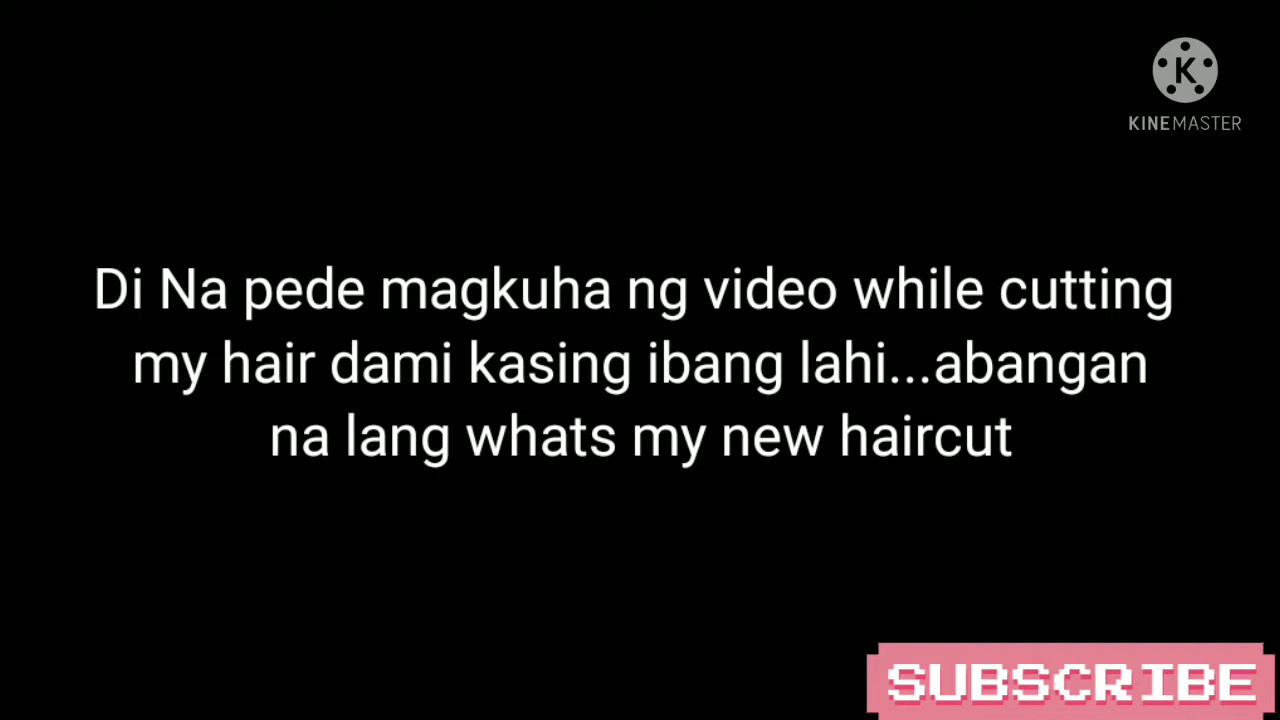 K
KINEMASTER
Di Na pede magkuha ng video while cutting
my hair dami kasing ibang lahi...abangan
na lang whats my new haircut
SUBSCRIBE